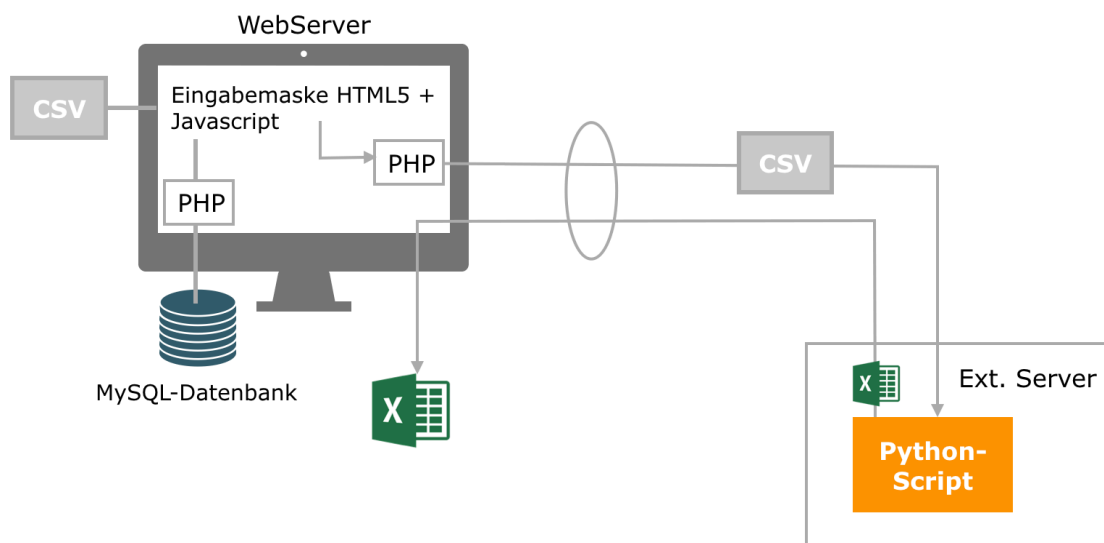 WebServer
CSV
Eingabemaske HTML5 +
Javascript
PHP
CSV
PHP
MySQL-Datenbank
X
X
Ext. Server
Python-
Script